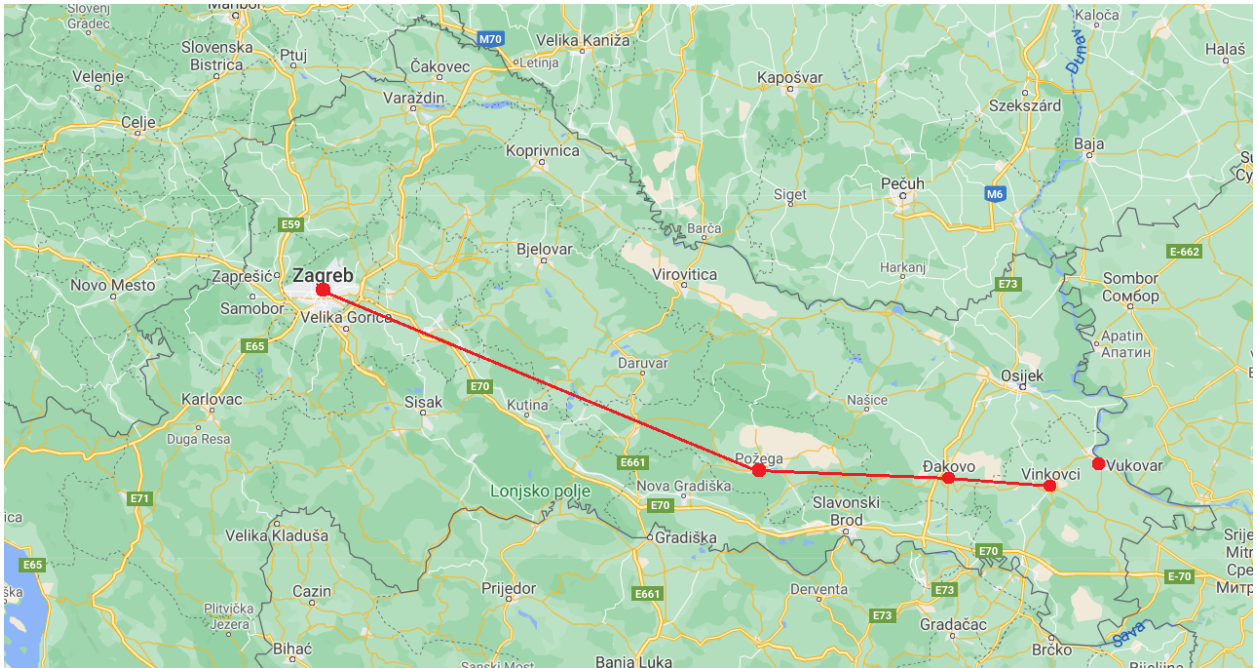 Slovenj
Gradec
Maribor
M70
Velika Kaniža
Letinja
Kaloča
Dunav
Halaš
Slovenska
Bistrica
Ptuj
Čakovec
Velenje
Kapošvar
Varaždin
Szekszárd
Celje
Koprivnica
Baja
Pečuh
M6
Siget
E59
Barča
Bjelovar
E-662
Zaprešić
Zagreb
Virovitica
Harkanj
Sombor
Сомбор
Novo Mesto
E73
Samobor
Velika Gorica
E65
Apatin
Апатин
Daruvar
Osijek
E70
Karlovac
Sisak
Kutina
Našice
Duga Resa
Požega
E661
Đakovo
Vinkovci
Vukovar
E71
Lonjsko polje
Nova Gradiška
E70
Slavonski
Brod
Velika Kladuša
Gradiška
E70
E65
E-70
Cazin
Prijedor
E661
Derventa
E73
E73
Plitvička
Jezera
Gradačac
Sava
Bihać
Sanski Most
Banja Luka
Brčko
Bijeljina